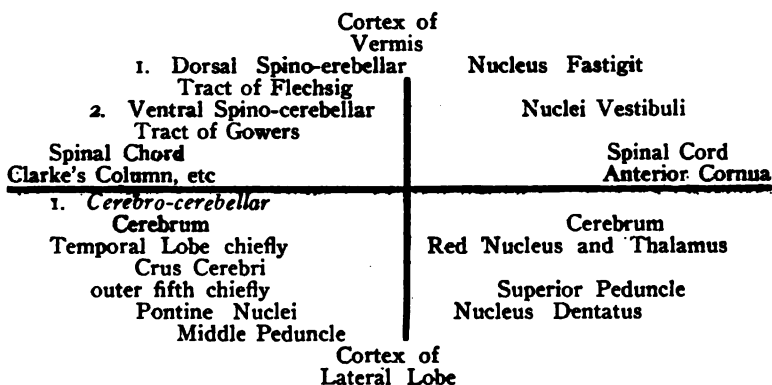 Cortex of
Vermis
1. Dorsal Spino-erebellar Nucleus Fastigit
Tract of Flechsig
2. Ventral Spino-cerebellar Nuclei Vestibuli
Tract of Gowers
Spinal Chord Spinal Cord
Clarke's Column, etc Anterior Cornua
1. Cerebro-cerebellar
Cerebrum Cerebrum
Temporal Lobe chiefly Red Nucleus and Thalamus
Crus Cerebri
outer fifth chiefly Superior Peduncle
Pontine Nuclei Nucleus Dentatus
Middle Peduncle
Cortex of
Lateral Lobe